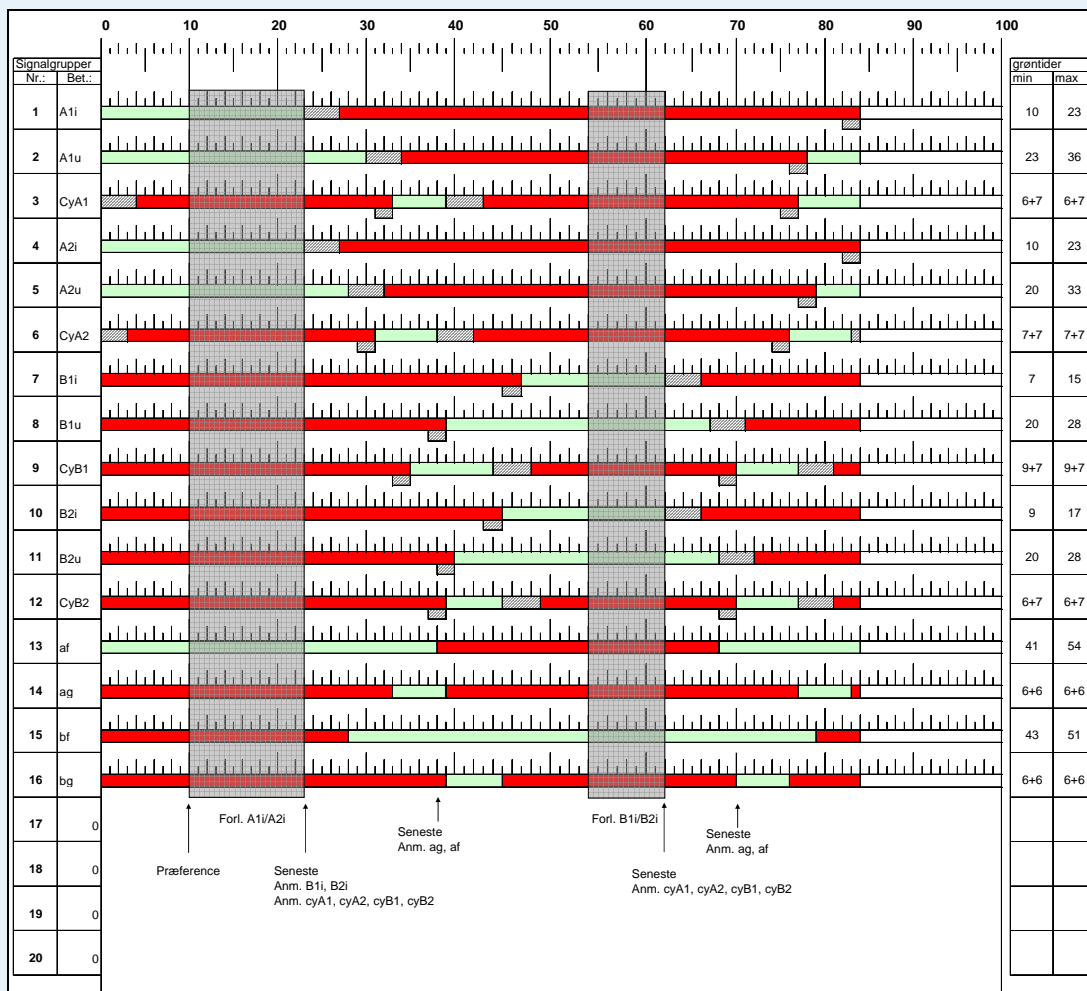 0 10 20 30 40 50 60 70 80 90 100
Signalgrupper grøntider
Nr.: Bet.: min max
1 A1i 10 23
2 A1u 23 36
3 CyA1 6+7 6+7
4 A2i 10 23
5 A2u 20 33
6 CyA2 7+7 7+7
7 B1i 7 15
8 B1u 20 28
9 CyB1 9+7 9+7
10 B2i 9 17
11 B2u 20 28
12 CyB2 6+7 6+7
13 af 41 54
14 ag 6+6 6+6
15 bf 43 51
16 bg 6+6 6+6
17 0
18 0
19 0
20 0
Forl. A1i/A2i
Forl. B1i/B2i
Seneste
Anm. ag, af
Seneste
Anm. ag, af
Præference
Seneste
Anm. B1i, B2i
Anm. cyA1, cyA2, cyB1, cyB2
Seneste
Anm. cyA1, cyA2, cyB1, cyB2